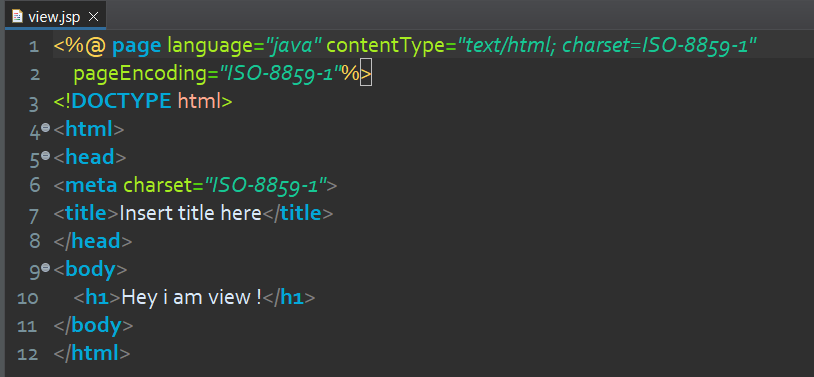 view.jsp
1 <%@ page language="java" contentType="text/html; charset=ISO-8859-1"
2 pageEncoding="ISO-8859-1"%>
3 <!DOCTYPE html>
4 <html>
5 <head>
6 <meta charset="ISO-8859-1">
7 <title>Insert title here</title>
8 </head>
9 <body>
10 <h1>Hey i am view !</h1>
11 </body>
12 </html>